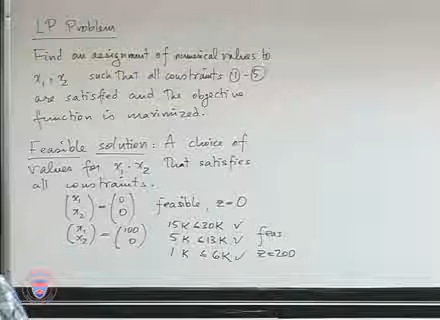 LP Problem
Find an assignment of numerical values to
x₁, x₂ such that all constraints ①-⑤
are satisfied and the objective
function is maximized.
Feasible solution: A choice of
values for x₁, x₂ that satisfies
all constraints.
(x₁ x₂) = (0 0) feasible, z=0
(x₁ x₂) = (100 0) 15K ≤ 20K ✓
5K ≤ 13K ✓ feas.
1K ≤ 6K ✓ z=200